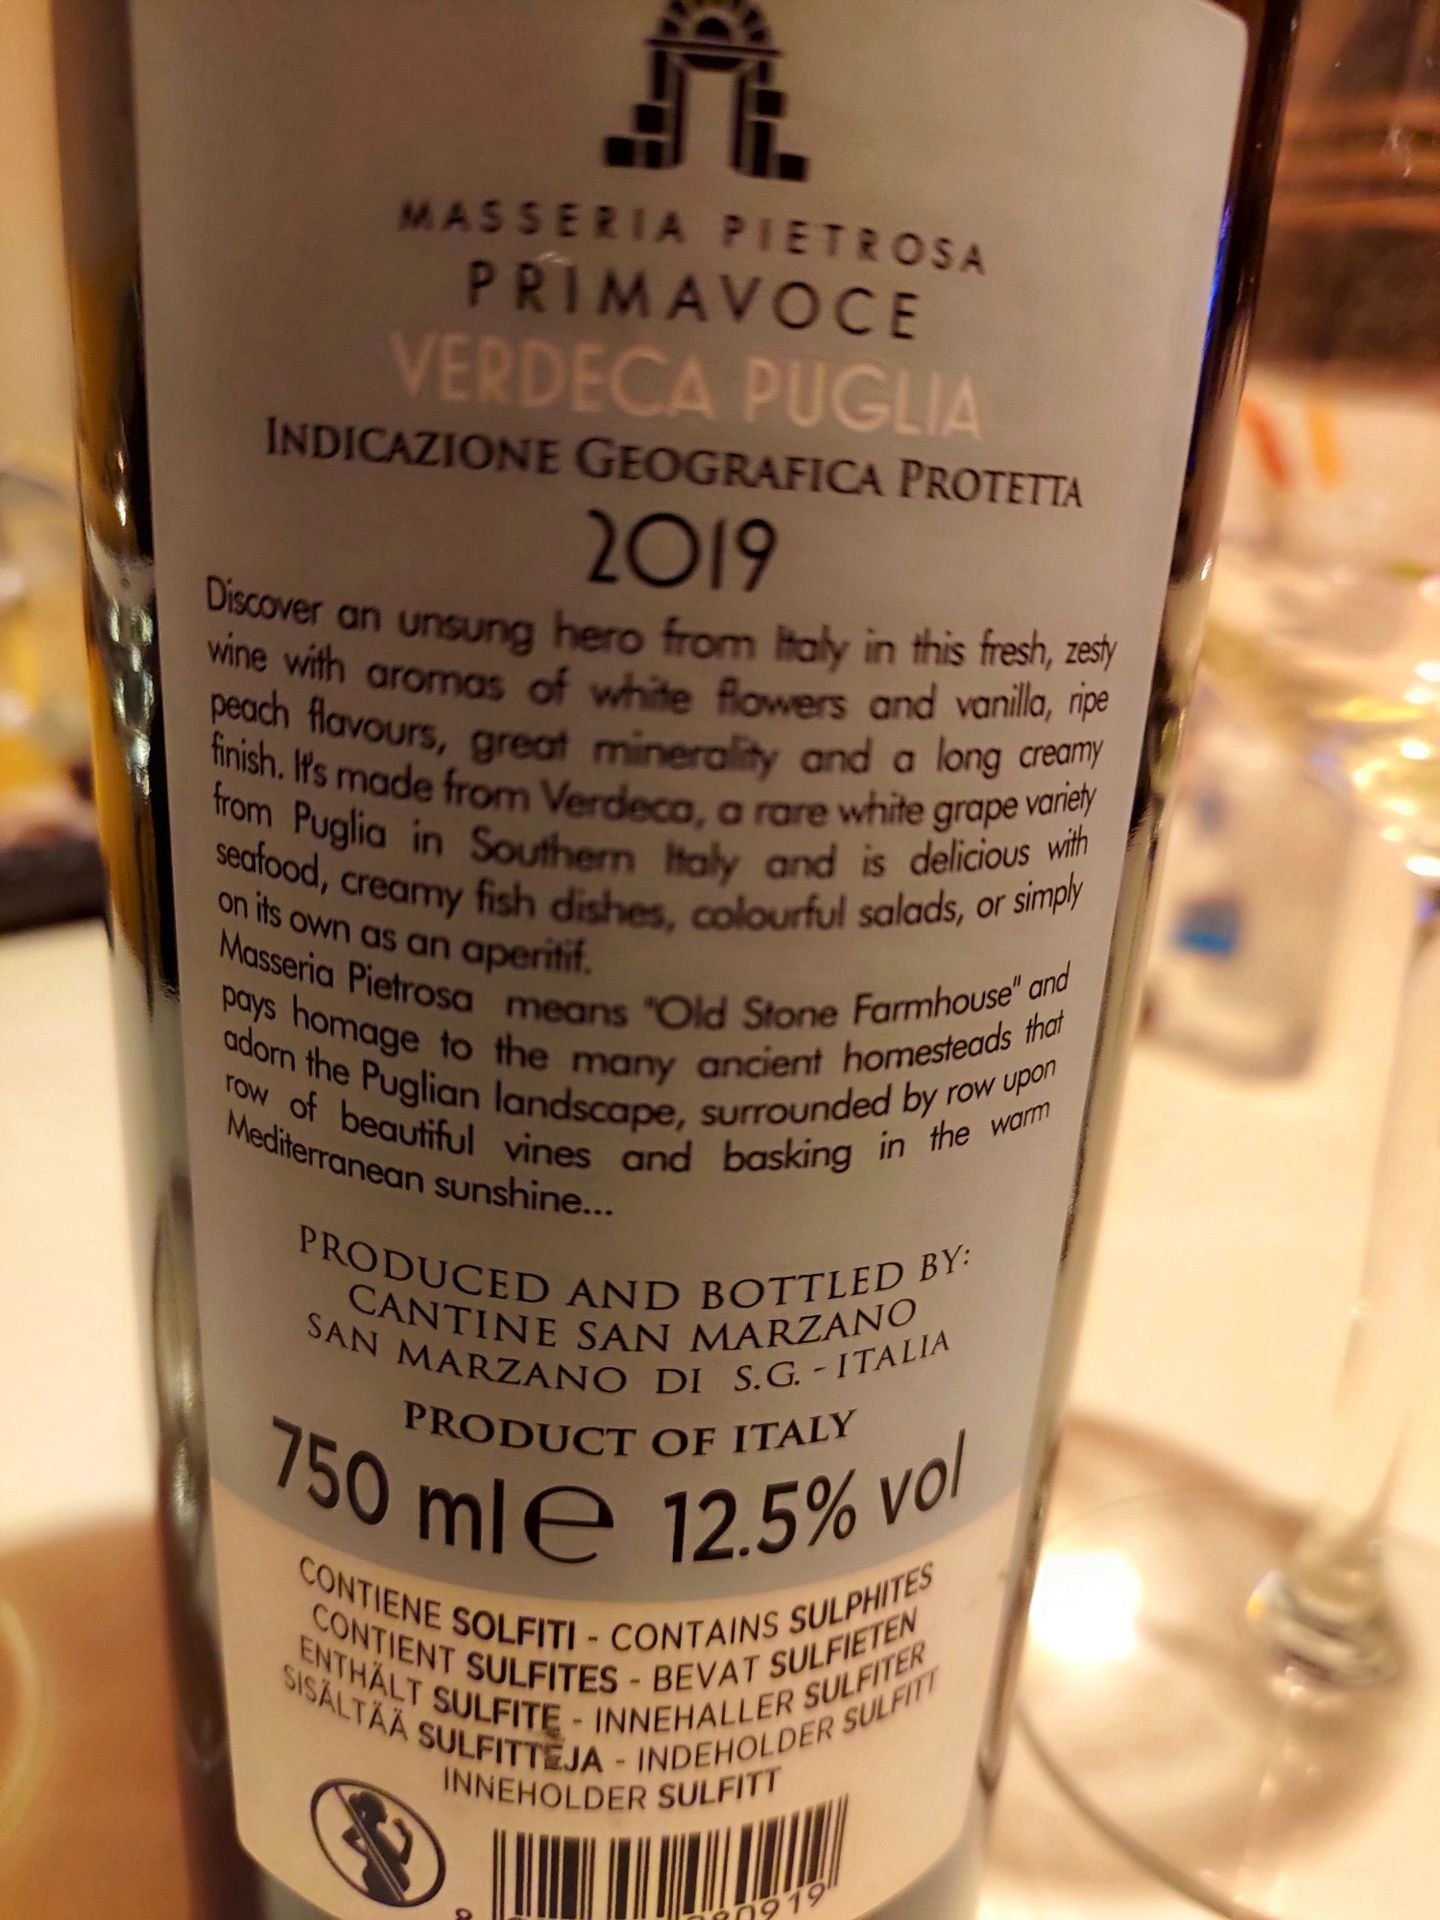 MASSERIA PIETROSA
PRIMAVOCE
VERDECA PUGLIA
INDICAZIONE GEOGRAFICA PROTETTA
2019
Discover an unsung hero from Italy in this fresh, zesty
wine with aromas of white flowers and vanilla, ripe
peach flavours, great minerality and a long creamy
finish. It's made from Verdeca, a rare white grape variety
from Puglia in Southern Italy and is delicious with
seafood, creamy fish dishes, colourful salads, or simply
on its own as an aperitif.
Masseria Pietrosa means "Old Stone Farmhouse" and
pays homage to the many ancient homesteads that
adorn the Puglian landscape, surrounded by row upon
row of beautiful vines and basking in the warm
Mediterranean sunshine...
PRODUCED AND BOTTLED BY:
CANTINE SAN MARZANO
SAN MARZANO DI S.G. - ITALIA
PRODUCT OF ITALY
750 ml e 12.5% vol
CONTIENE SOLFITI - CONTAINS SULPHITES
CONTIENT SULFITES - BEVAT SULFIETEN
ENTHÄLT SULFITE - INNEHALLER SULFITER
SISÄLTÄÄ SULFITTEJA - INDEHOLDER SULFITT
INNEHOLDER SULFITT